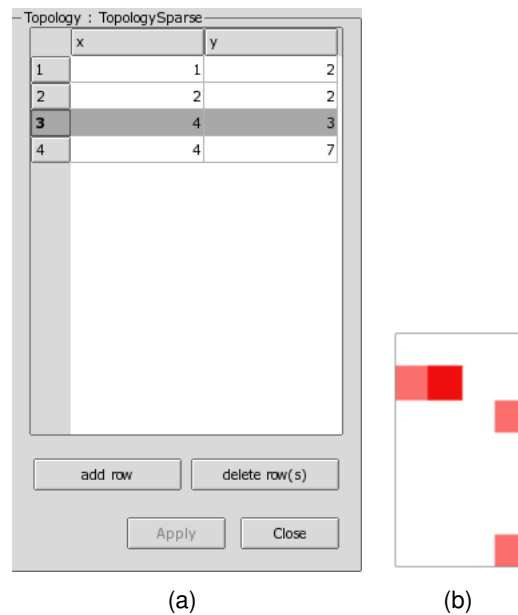 Topology : TopologySparse
x y
1 1 2
2 2 2
3 4 3
4 4 7
add row delete row(s)
Apply Close
(a) (b)